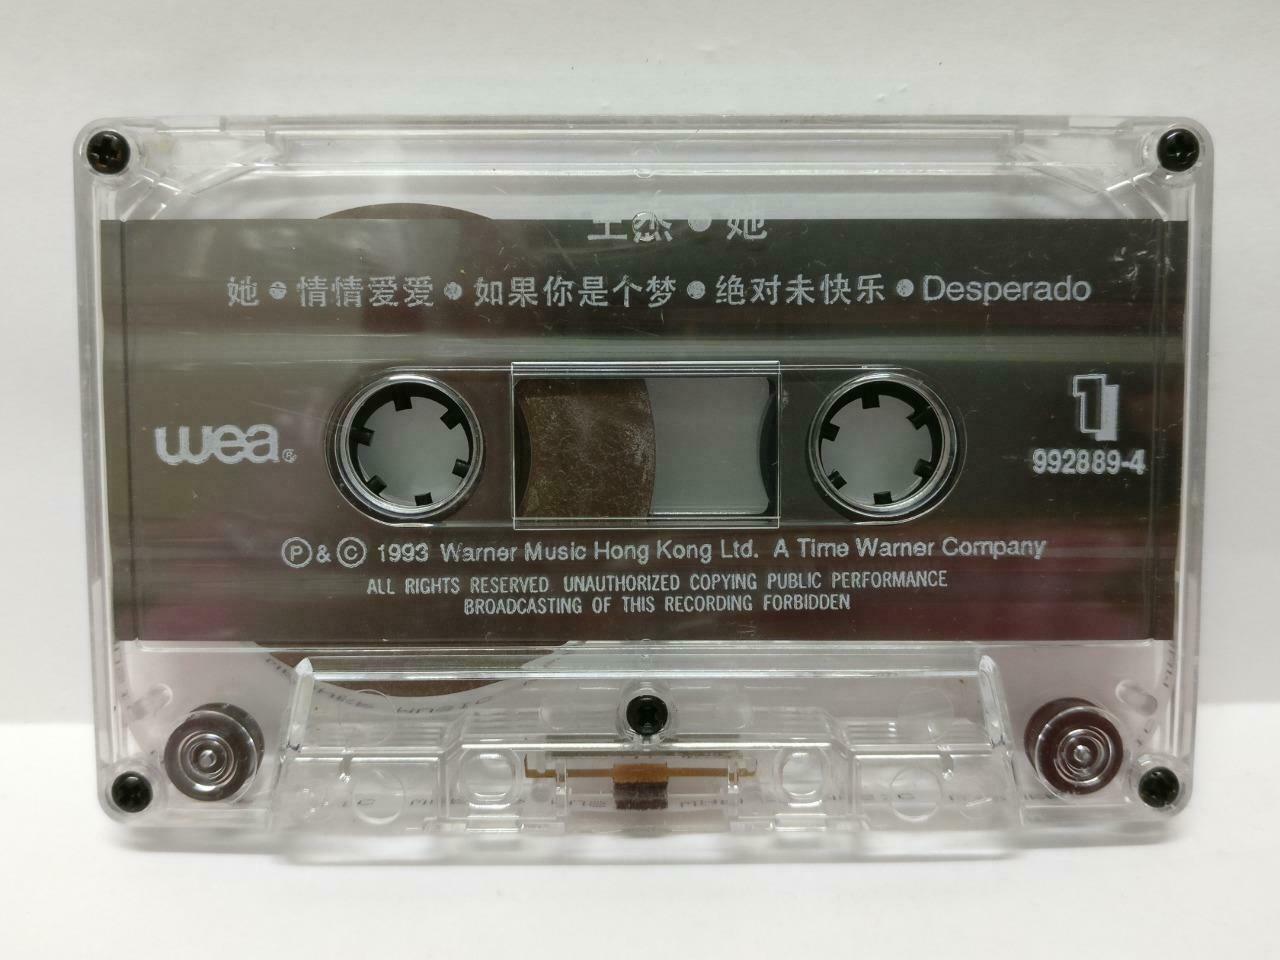 王杰•她
她•情情爱爱•如果你是个梦•绝对未快乐•Desperado
wea®
1
992889-4
Ⓟ&Ⓒ 1993 Warner Music Hong Kong Ltd. A Time Warner Company
ALL RIGHTS RESERVED UNAUTHORIZED COPYING PUBLIC PERFORMANCE
BROADCASTING OF THIS RECORDING FORBIDDEN